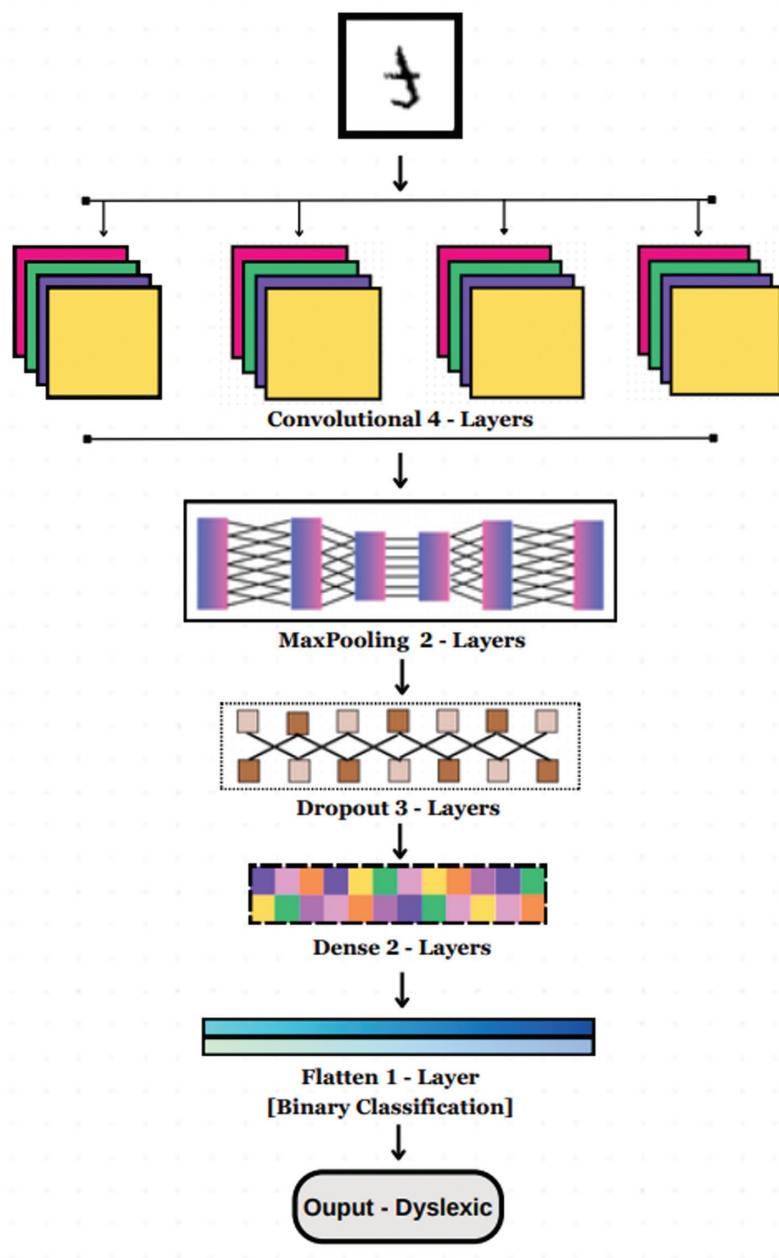 Convolutional 4 - Layers
MaxPooling 2 - Layers
Dropout 3 - Layers
Dense 2 - Layers
Flatten 1 - Layer
[Binary Classification]
Ouput - Dyslexic